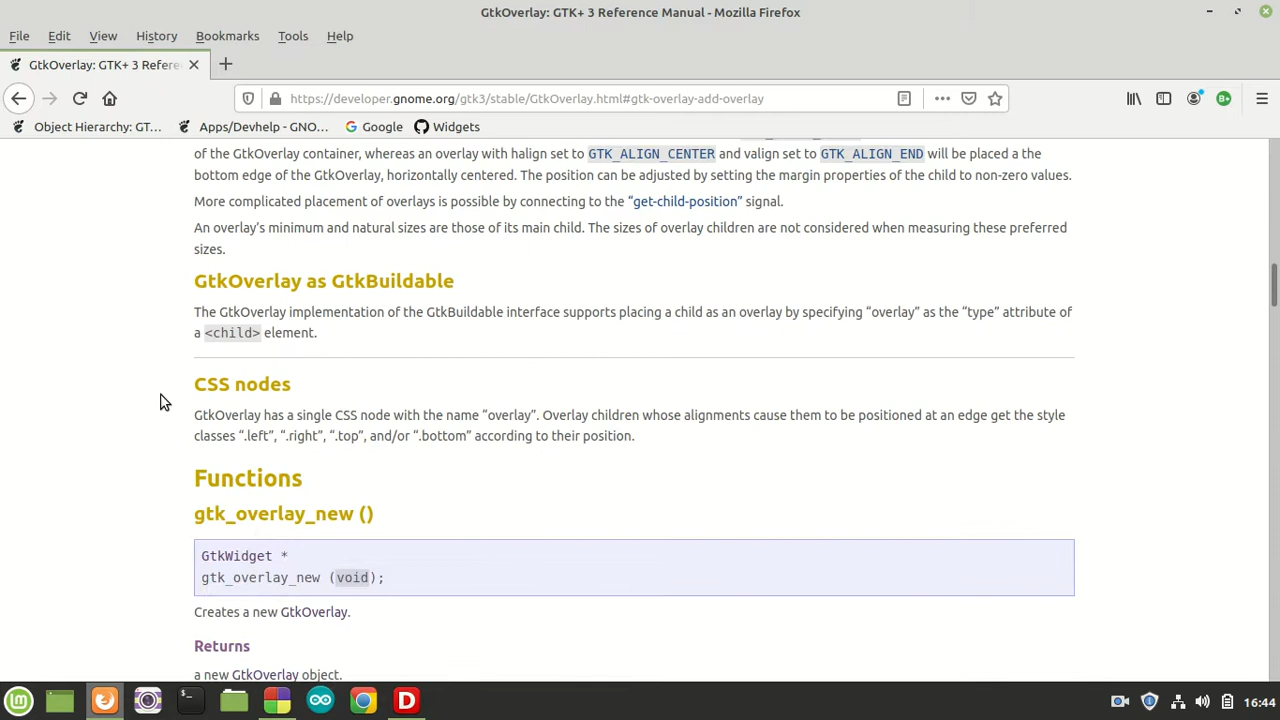 GtkOverlay: GTK+ 3 Reference Manual - Mozilla Firefox
File Edit View History Bookmarks Tools Help
GtkOverlay: GTK+ 3 Refere
https://developer.gnome.org/gtk3/stable/GtkOverlay.html#gtk-overlay-add-overlay
Object Hierarchy: GT… Apps/Devhelp - GNO… Google Widgets
of the GtkOverlay container, whereas an overlay with halign set to GTK_ALIGN_CENTER and valign set to GTK_ALIGN_END will be placed a the
bottom edge of the GtkOverlay, horizontally centered. The position can be adjusted by setting the margin properties of the child to non-zero values.
More complicated placement of overlays is possible by connecting to the “get-child-position” signal.
An overlay’s minimum and natural sizes are those of its main child. The sizes of overlay children are not considered when measuring these preferred
sizes.
GtkOverlay as GtkBuildable
The GtkOverlay implementation of the GtkBuildable interface supports placing a child as an overlay by specifying “overlay” as the “type” attribute of
a <child> element.
CSS nodes
GtkOverlay has a single CSS node with the name “overlay”. Overlay children whose alignments cause them to be positioned at an edge get the style
classes “.left”, “.right”, “.top”, and/or “.bottom” according to their position.
Functions
gtk_overlay_new ()
GtkWidget *
gtk_overlay_new (void);
Creates a new GtkOverlay.
Returns
a new GtkOverlay object.
16:44